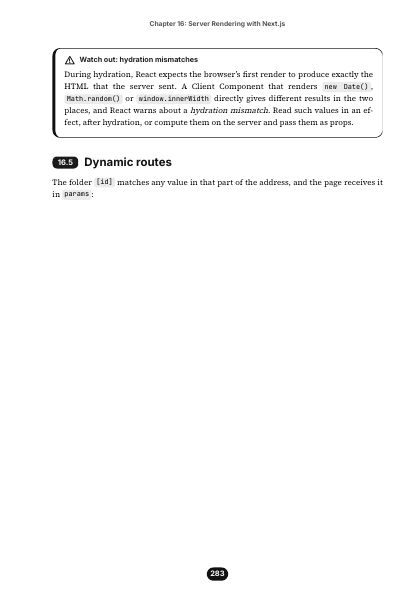 Chapter 16: Server Rendering with Next.js
Watch out: hydration mismatches
During hydration, React expects the browser's first render to produce exactly the
HTML that the server sent. A Client Component that renders new Date(),
Math.random() or window.innerWidth directly gives different results in the two
places, and React warns about a hydration mismatch. Read such values in an ef-
fect, after hydration, or compute them on the server and pass them as props.
16.5 Dynamic routes
The folder [id] matches any value in that part of the address, and the page receives it
in params:
283